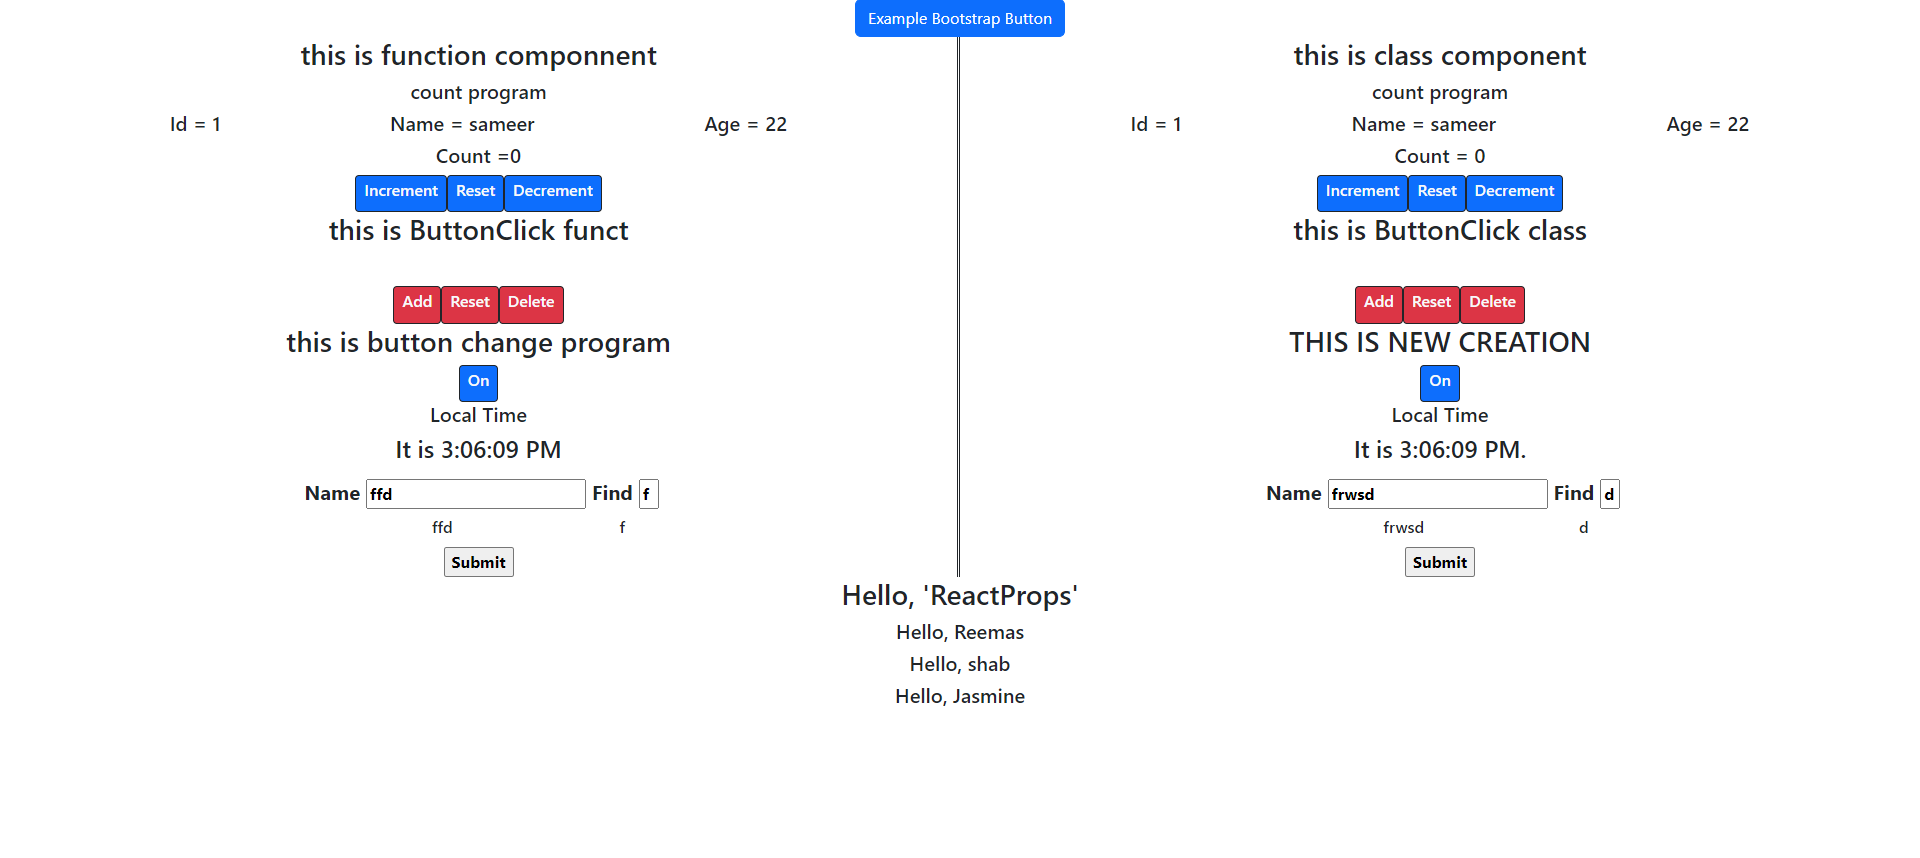 Example Bootstrap Button
this is function componnent
count program
Id = 1 Name = sameer Age = 22
Count =0
Increment Reset Decrement
this is ButtonClick funct
Add Reset Delete
this is button change program
On
Local Time
It is 3:06:09 PM
Name ffd Find f
ffd f
Submit
this is class component
count program
Id = 1 Name = sameer Age = 22
Count = 0
Increment Reset Decrement
this is ButtonClick class
Add Reset Delete
THIS IS NEW CREATION
On
Local Time
It is 3:06:09 PM.
Name frwsd Find d
frwsd d
Submit
Hello, 'ReactProps'
Hello, Reemas
Hello, shab
Hello, Jasmine